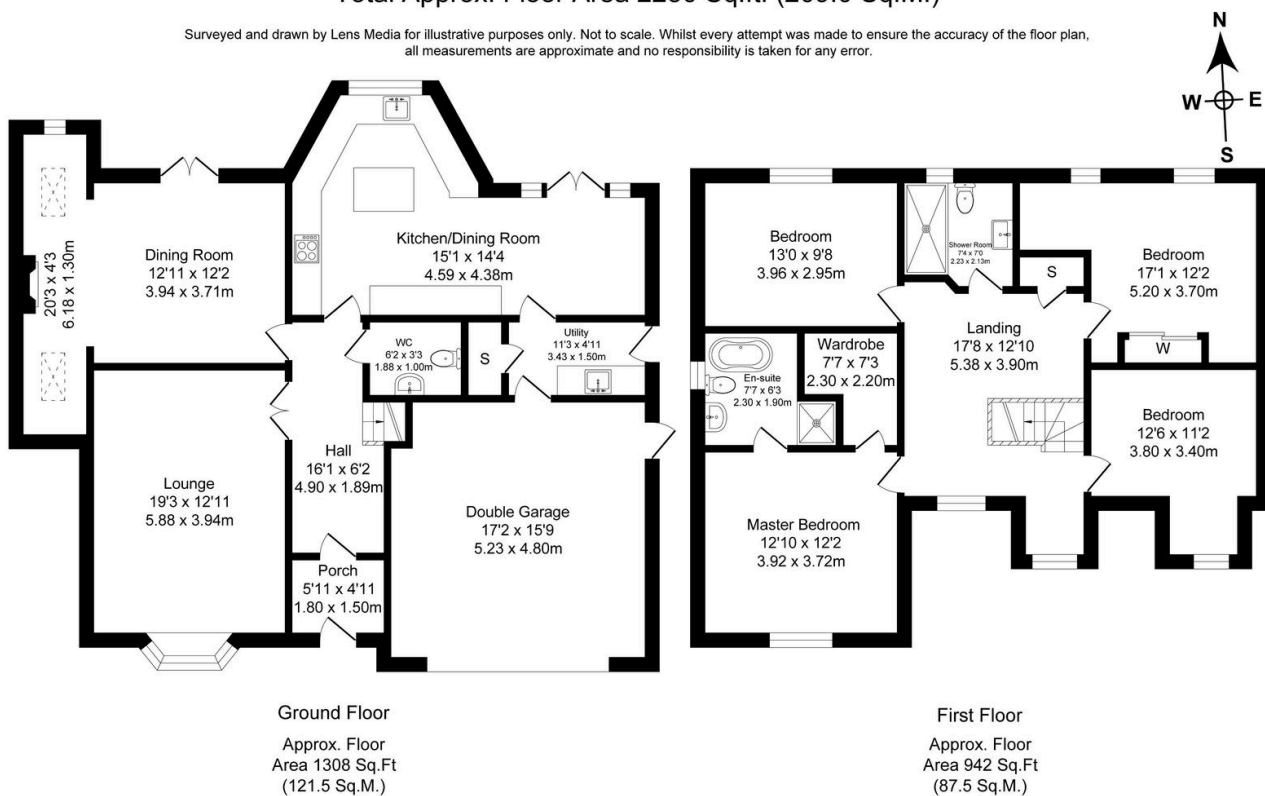 Surveyed and drawn by Lens Media for illustrative purposes only. Not to scale. Whilst every attempt was made to ensure the accuracy of the floor plan,
all measurements are approximate and no responsibility is taken for any error.
N
W E
S
20'3 x 4'3
6.18 x 1.30m
Dining Room
12'11 x 12'2
3.94 x 3.71m
Kitchen/Dining Room
15'1 x 14'4
4.59 x 4.38m
WC
6'2 x 3'3
1.88 x 1.00m
S
Utility
11'3 x 4'11
3.43 x 1.50m
Lounge
19'3 x 12'11
5.88 x 3.94m
Hall
16'1 x 6'2
4.90 x 1.89m
Porch
5'11 x 4'11
1.80 x 1.50m
Double Garage
17'2 x 15'9
5.23 x 4.80m
Ground Floor
Approx. Floor
Area 1308 Sq.Ft
(121.5 Sq.M.)
Bedroom
13'0 x 9'8
3.96 x 2.95m
Shower Room
7'4 x 7'0
2.23 x 2.13m
S
Bedroom
17'1 x 12'2
5.20 x 3.70m
W
Landing
17'8 x 12'10
5.38 x 3.90m
En-suite
7'7 x 6'3
2.30 x 1.90m
Wardrobe
7'7 x 7'3
2.30 x 2.20m
Bedroom
12'6 x 11'2
3.80 x 3.40m
Master Bedroom
12'10 x 12'2
3.92 x 3.72m
First Floor
Approx. Floor
Area 942 Sq.Ft
(87.5 Sq.M.)